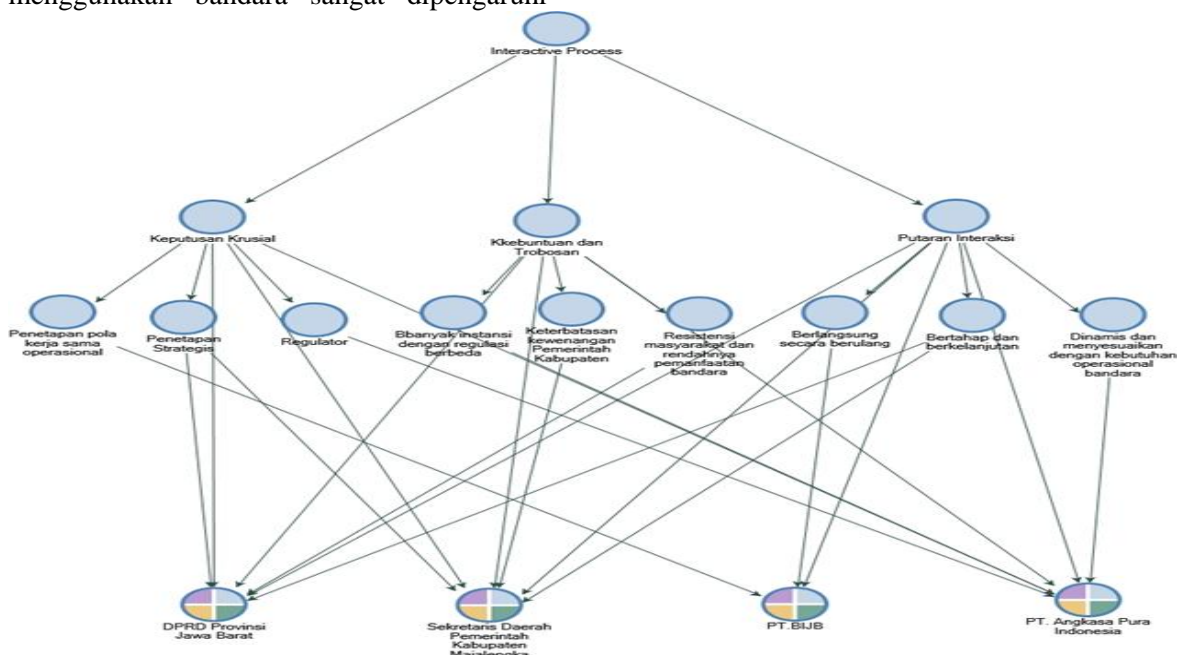 menggunakan bandara sangat dipengaruhi
Interactive Process
Keputusan Krusial
Kkebuntuan dan
Trobosan
Putaran Interaksi
Penetapan pola
kerja sama
operasional
Penetapan
Strategis
Regulator
Bbanyak instansi
dengan regulasi
berbeda
Keterbatasan
kewenangan
Pemerintah
Kabupaten
Resistensi
masyarakat dan
rendahnya
pemanfaatan
bandara
Berlangsung
secara berulang
Bertahap dan
berkelanjutan
Dinamis dan
menyesuaikan
dengan kebutuhan
operasional
bandara
DPRD Provinsi
Jawa Barat
Sekretaris Daerah
Pemerintah
Kabupaten
Majalengka
PT.BIJB
PT. Angkasa Pura
Indonesia